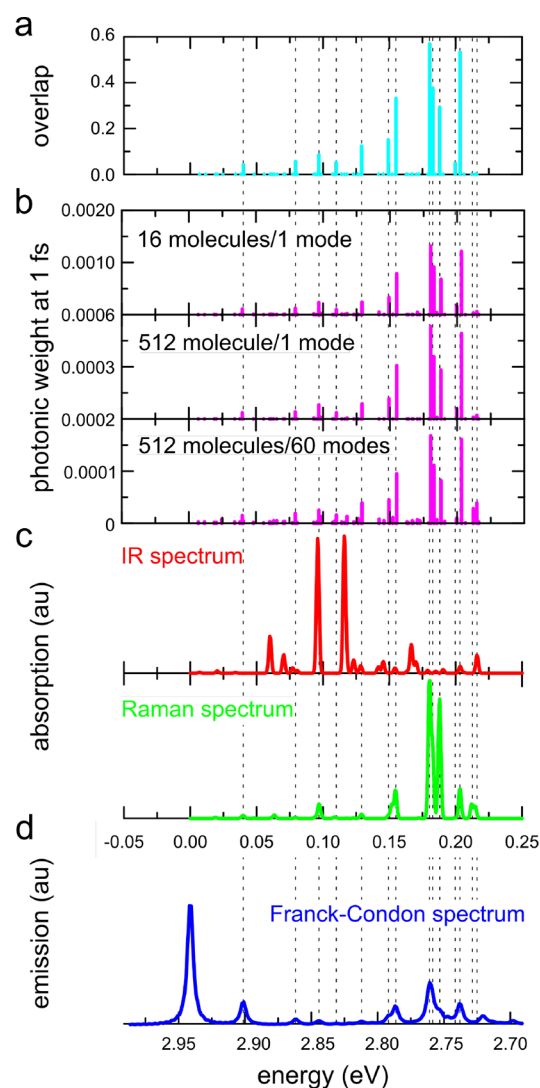 a
0.6
0.4
0.2
0.0
overlap
b
0.0020
16 molecules/1 mode
0.0010
0.0006
512 molecule/1 mode
0.0003
0.0002
512 molecules/60 modes
0.0001
0
photonic weight at 1 fs
c
IR spectrum
Raman spectrum
absorption (au)
-0.05 0.00 0.05 0.10 0.15 0.20 0.25
d
Franck-Condon spectrum
emission (au)
2.95 2.90 2.85 2.80 2.75 2.70
energy (eV)